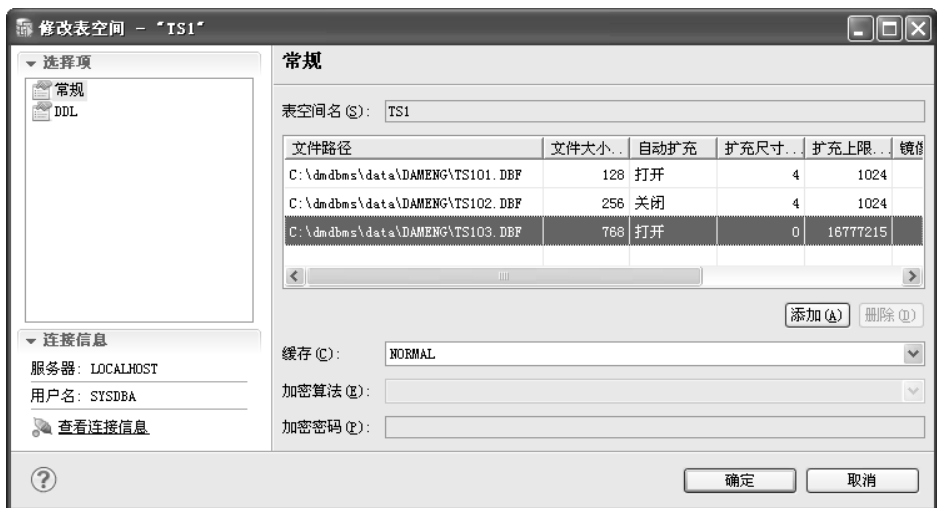 修改表空间 - "TS1"
选择项
常规
DDL
连接信息
服务器: LOCALHOST
用户名: SYSDBA
查看连接信息
常规
表空间名(S): TS1
文件路径 文件大小.. 自动扩充 扩充尺寸... 扩充上限...
C:\dmdbms\data\DAMENG\TS101.DBF 128 打开 4 1024
C:\dmdbms\data\DAMENG\TS102.DBF 256 关闭 4 1024
C:\dmdbms\data\DAMENG\TS103.DBF 768 打开 0 16777215
添加(A) 删除(D)
缓存(C): NORMAL
加密算法(E):
加密密码(P):
? 确定 取消